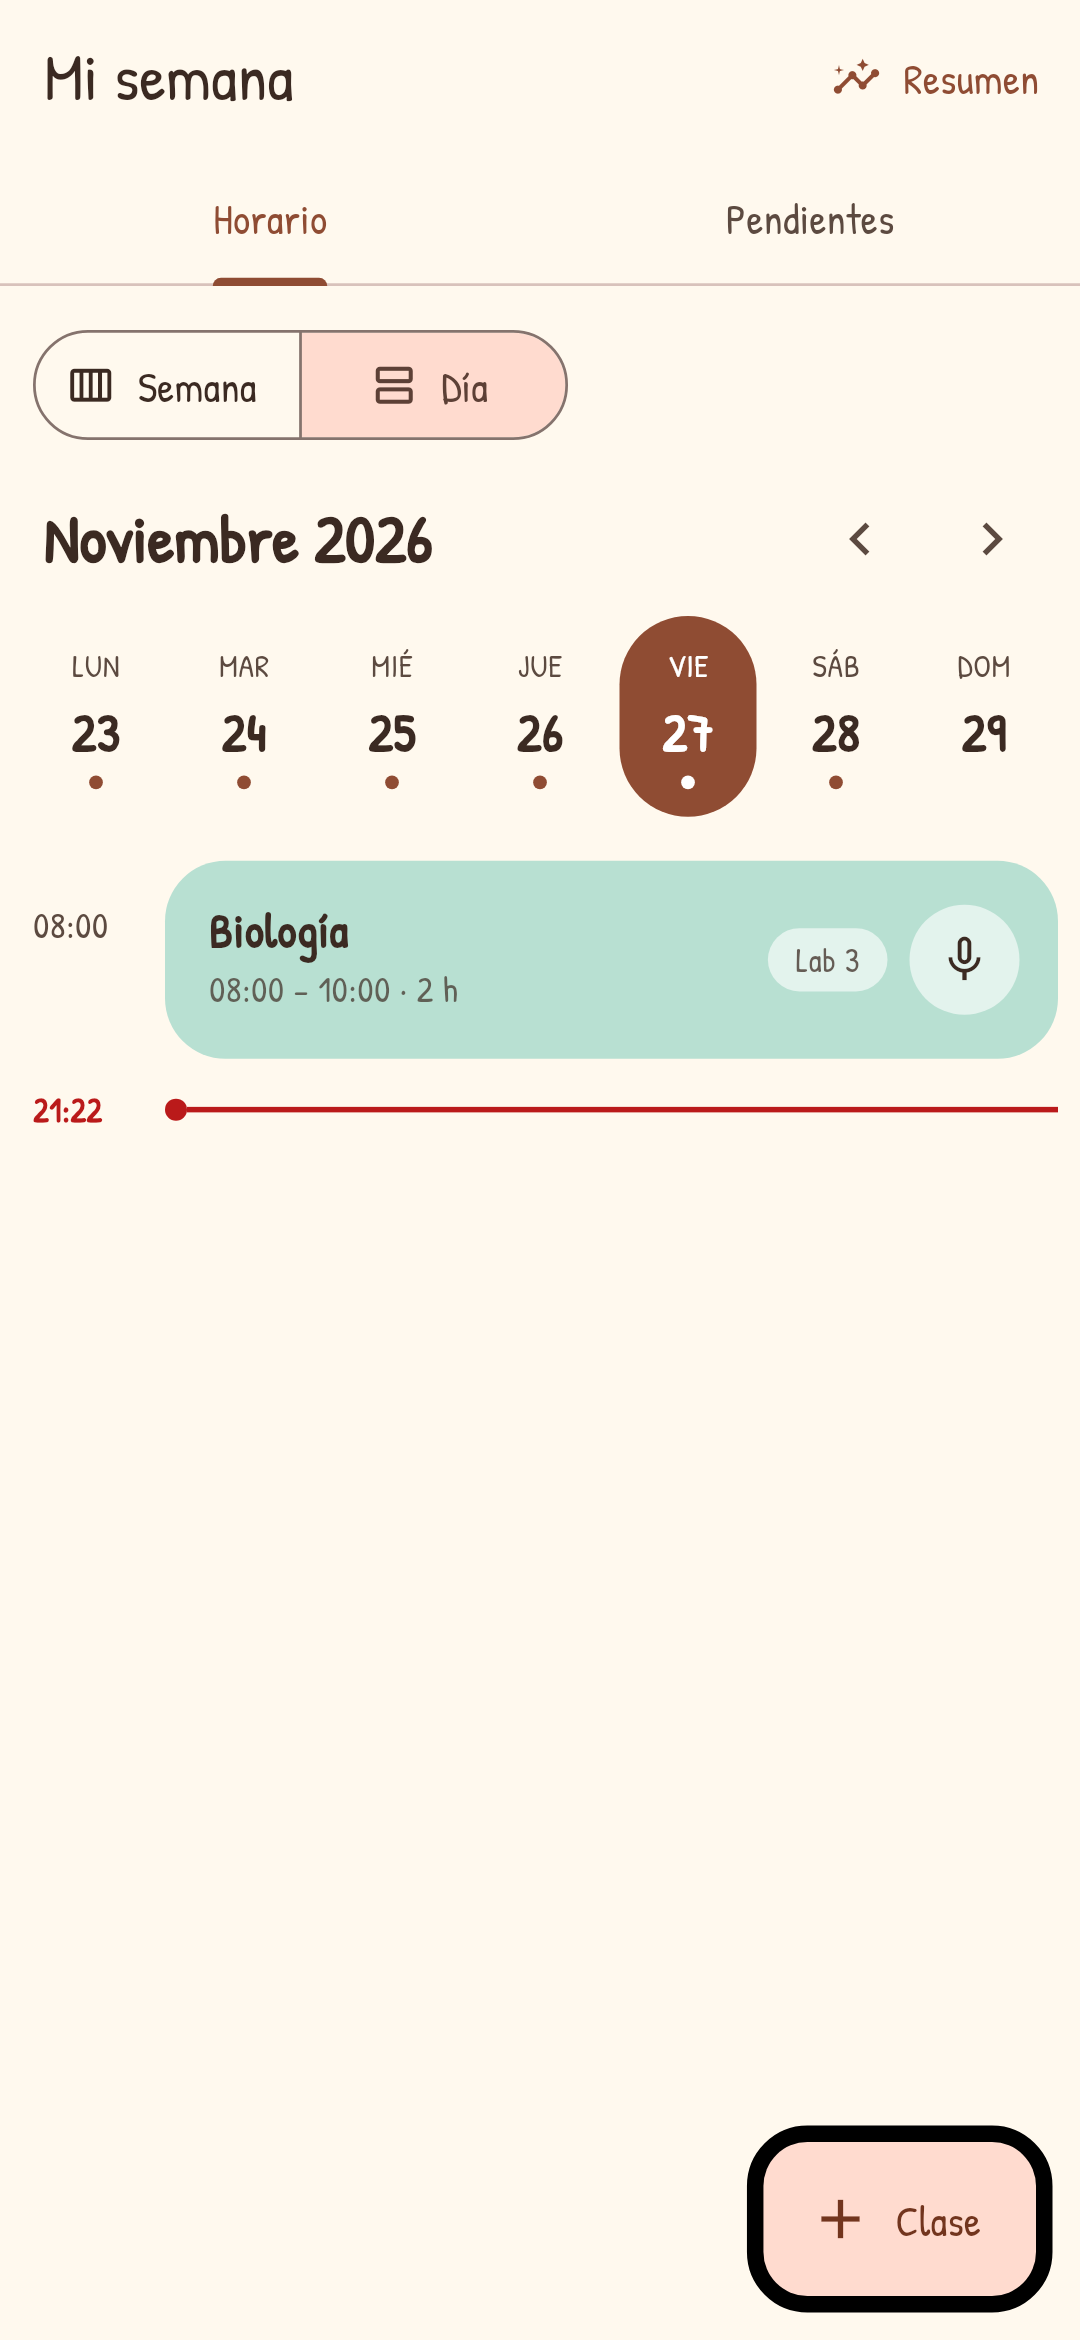 Mi semana
Resumen
Horario
Pendientes
Semana
Día
Noviembre 2026
LUN MAR MIÉ JUE VIE SÁB DOM
23 24 25 26 27 28 29
08:00
Biología
08:00 – 10:00 · 2 h
Lab 3
21:22
Clase